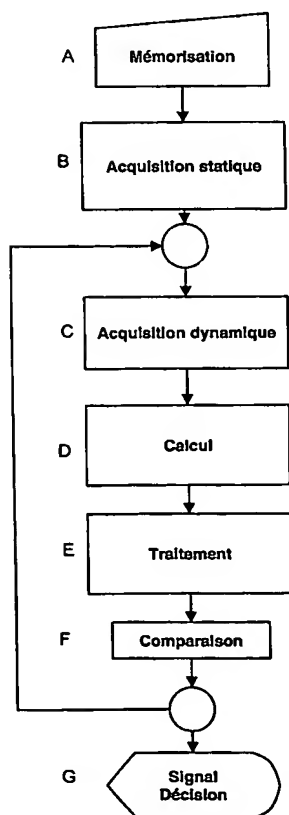 A
Mémorisation
B
Acquisition statique
C
Acquisition dynamique
D
Calcul
E
Traitement
F
Comparaison
G
Signal
Décision